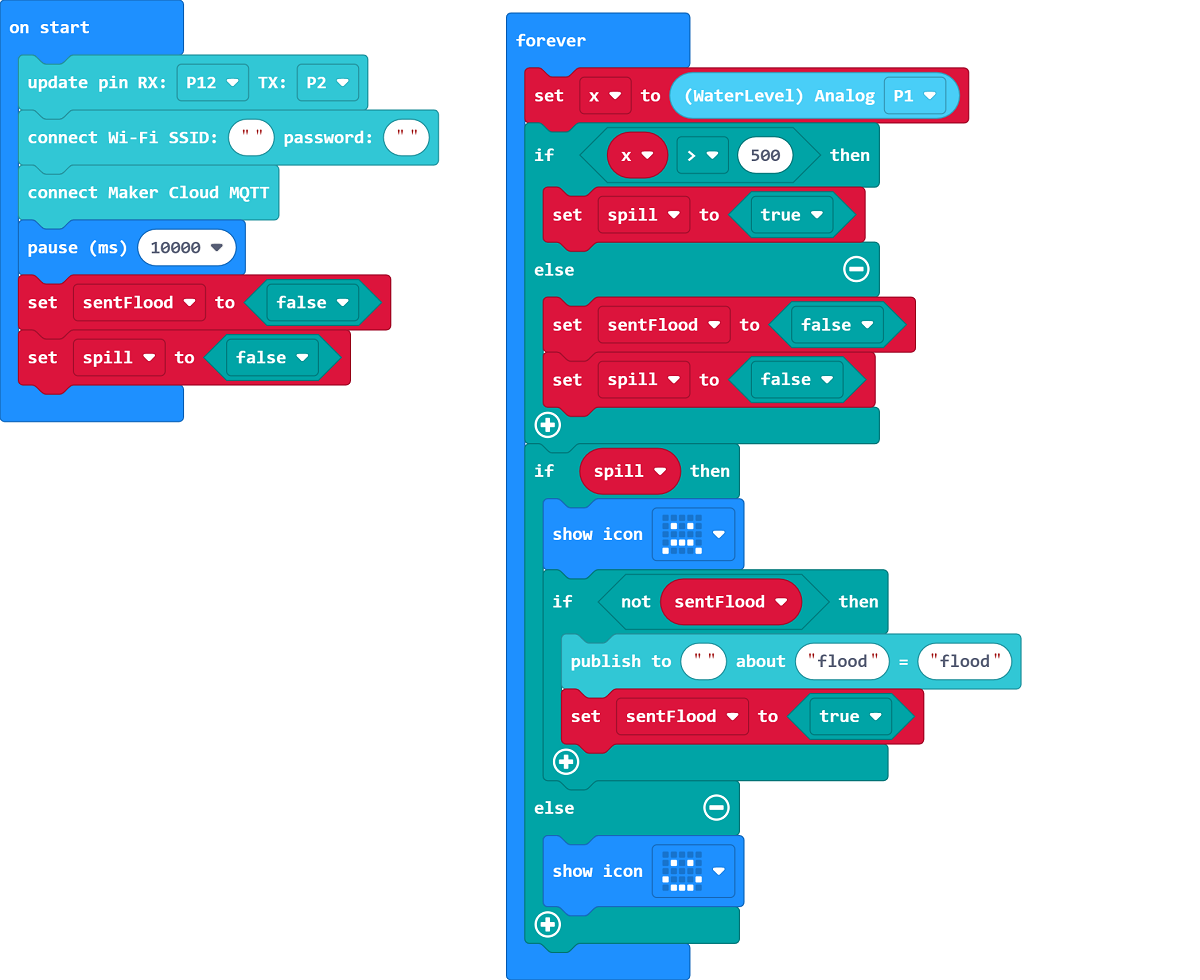 on start
update pin RX: P12 TX: P2
connect Wi-Fi SSID: " " password: " "
connect Maker Cloud MQTT
pause (ms) 10000
set sentFlood to false
set spill to false
forever
set x to (WaterLevel) Analog P1
if x > 500 then
set spill to true
else
set sentFlood to false
set spill to false
if spill then
show icon
if not sentFlood then
publish to " " about "flood" = "flood"
set sentFlood to true
else
show icon